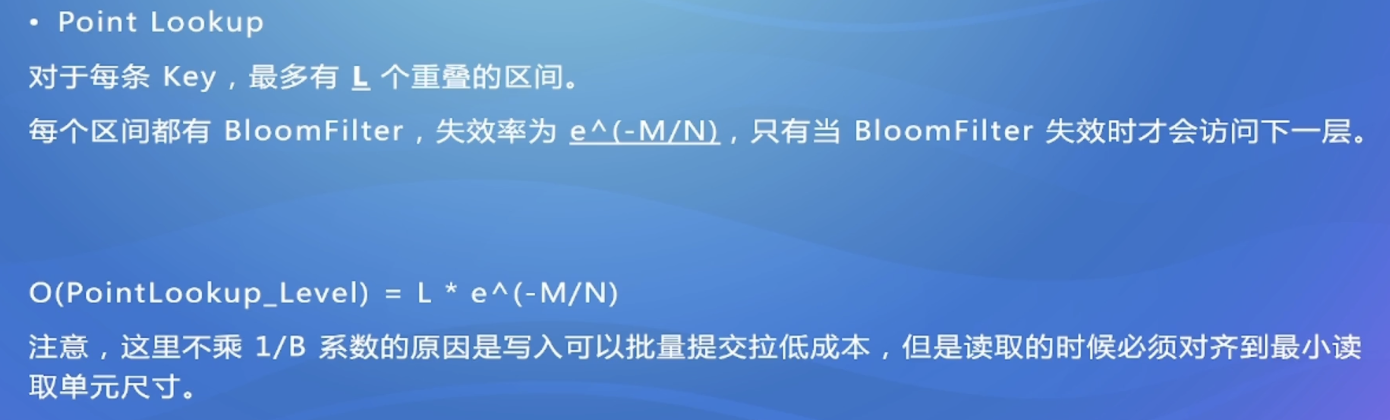 • Point Lookup
对于每条 Key，最多有 L 个重叠的区间。
每个区间都有 BloomFilter，失效率为 e^(-M/N)，只有当 BloomFilter 失效时才会访问下一层。
O(PointLookup_Level) = L * e^(-M/N)
注意，这里不乘 1/B 系数的原因是写入可以批量提交拉低成本，但是读取的时候必须对齐到最小读
取单元尺寸。